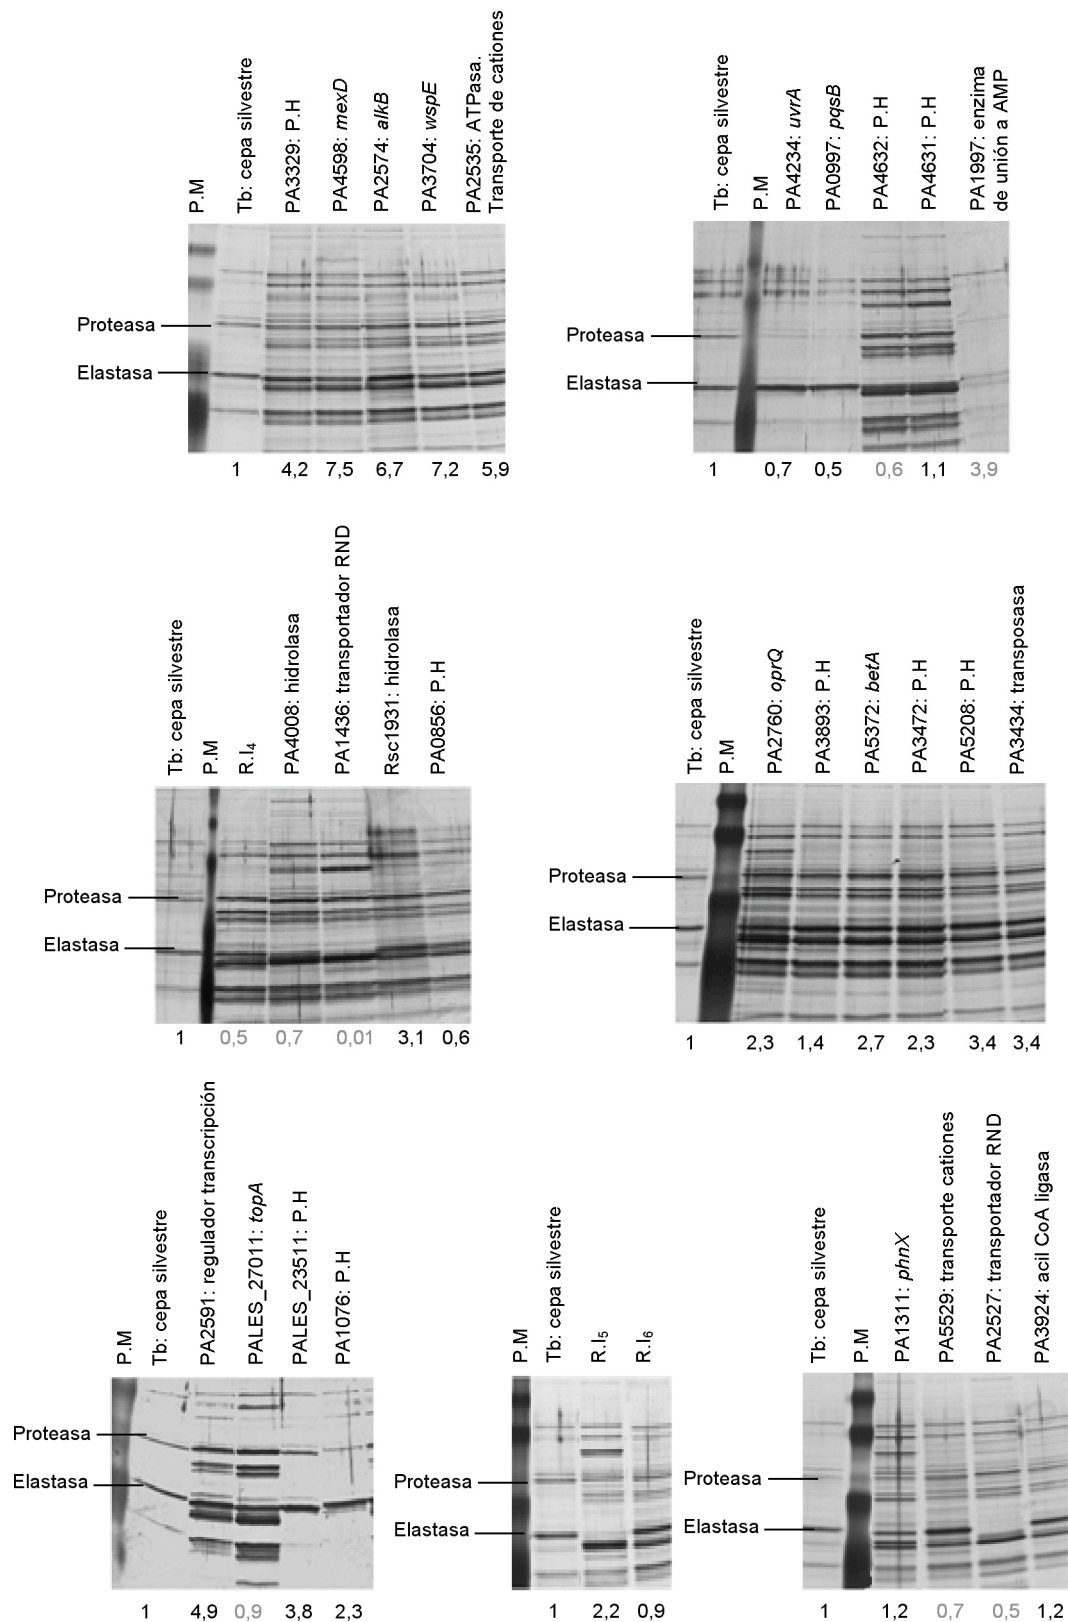 P.M
Tb: cepa silvestre
PA3329: P.H
PA4598: mexD
PA2574: alkB
PA3704: wspE
PA2535: ATPasa.
Transporte de cationes
Proteasa
Elastasa
1 4,2 7,5 6,7 7,2 5,9
Tb: cepa silvestre
P.M
PA4234: uvrA
PA0997: pqsB
PA4632: P.H
PA4631: P.H
PA1997: enzima
de unión a AMP
Proteasa
Elastasa
1 0,7 0,5 0,6 1,1 3,9
Tb: cepa silvestre
P.M
R.I4
PA4008: hidrolasa
PA1436: transportador RND
Rsc1931: hidrolasa
PA0856: P.H
Proteasa
Elastasa
1 0,5 0,7 0,01 3,1 0,6
Tb: cepa silvestre
P.M
PA2760: oprQ
PA3893: P.H
PA5372: betA
PA3472: P.H
PA5208: P.H
PA3434: transposasa
Proteasa
Elastasa
1 2,3 1,4 2,7 2,3 3,4 3,4
P.M
Tb: cepa silvestre
PA2591: regulador transcripción
PALES_27011: topA
PALES_23511: P.H
PA1076: P.H
Proteasa
Elastasa
1 4,9 0,9 3,8 2,3
P.M
Tb: cepa silvestre
R.I5
R.I6
Proteasa
Elastasa
1 2,2 0,9
Tb: cepa silvestre
P.M
PA1311: phnX
PA5529: transporte cationes
PA2527: transportador RND
PA3924: acil CoA ligasa
Proteasa
Elastasa
1 1,2 0,7 0,5 1,2